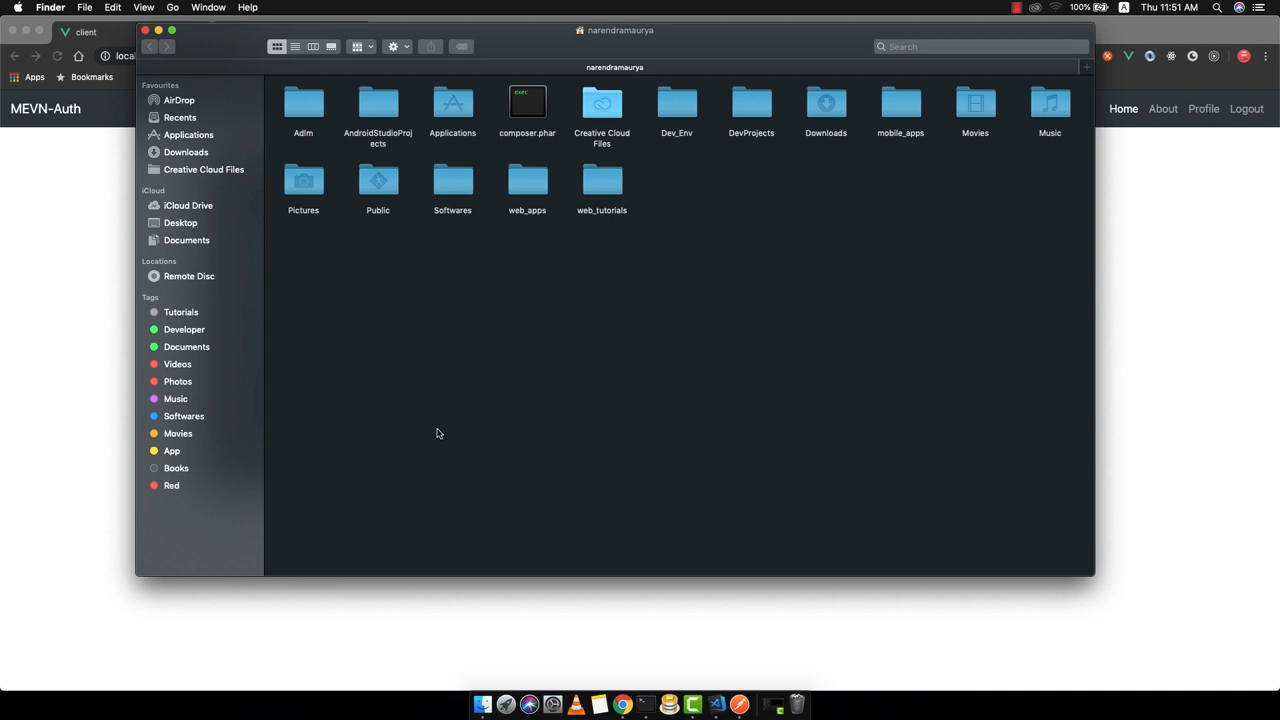 Finder File Edit View Go Window Help 100% A Thu 11:51 AM
client
narendramaurya
local
Search
Apps Bookmarks
narendramaurya
MEVN-Auth
Home About Profile Logout
Favourites
AirDrop
Recents
Applications
Downloads
Creative Cloud Files
iCloud
iCloud Drive
Desktop
Documents
Locations
Remote Disc
Tags
Tutorials
Developer
Documents
Videos
Photos
Music
Softwares
Movies
App
Books
Red
exec
Adlm
AndroidStudioProj
ects
Applications
composer.phar
Creative Cloud
Files
Dev_Env
DevProjects
Downloads
mobile_apps
Movies
Music
Pictures
Public
Softwares
web_apps
web_tutorials